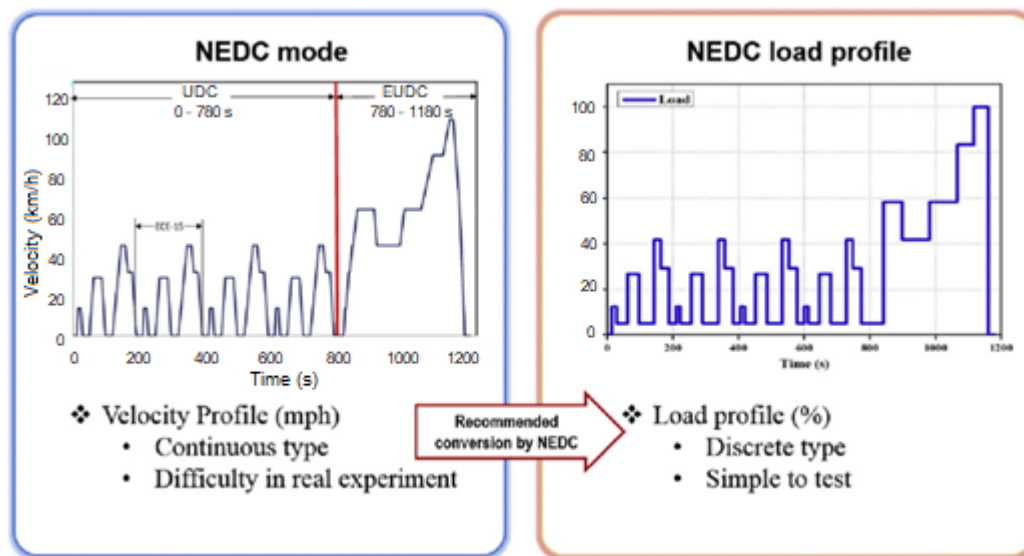 NEDC mode
UDC
0 - 780 s
EUDC
780 - 1180 s
120
100
80
60
40
20
0
Velocity (km/h)
ECE-15
0 200 400 600 800 1000 1200
Time (s)
❖ Velocity Profile (mph)
• Continuous type
• Difficulty in real experiment
Recommended
conversion by NEDC
NEDC load profile
Load
100
80
60
40
20
0
0 200 400 600 800 1000 1200
Time (s)
❖ Load profile (%)
• Discrete type
• Simple to test